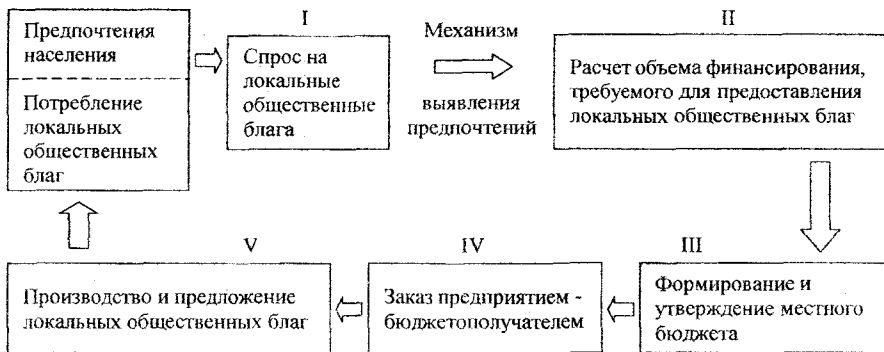 Предпочтения
населения
Потребление
локальных
общественных
благ
I
Спрос на
локальные
общественные
блага
Механизм
выявления
предпочтений
II
Расчет объема финансирования,
требуемого для предоставления
локальных общественных благ
III
Формирование и
утверждение местного
бюджета
IV
Заказ предприятием -
бюджетополучателем
V
Производство и предложение
локальных общественных благ